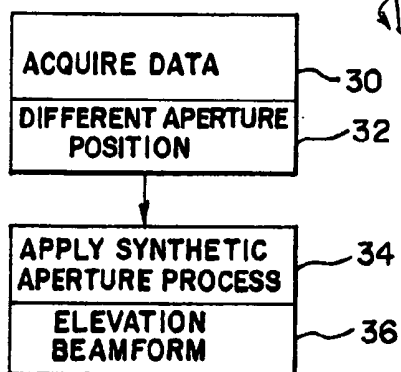 ACQUIRE DATA
30
DIFFERENT APERTURE
POSITION
32
APPLY SYNTHETIC
APERTURE PROCESS
34
ELEVATION
BEAMFORM
36